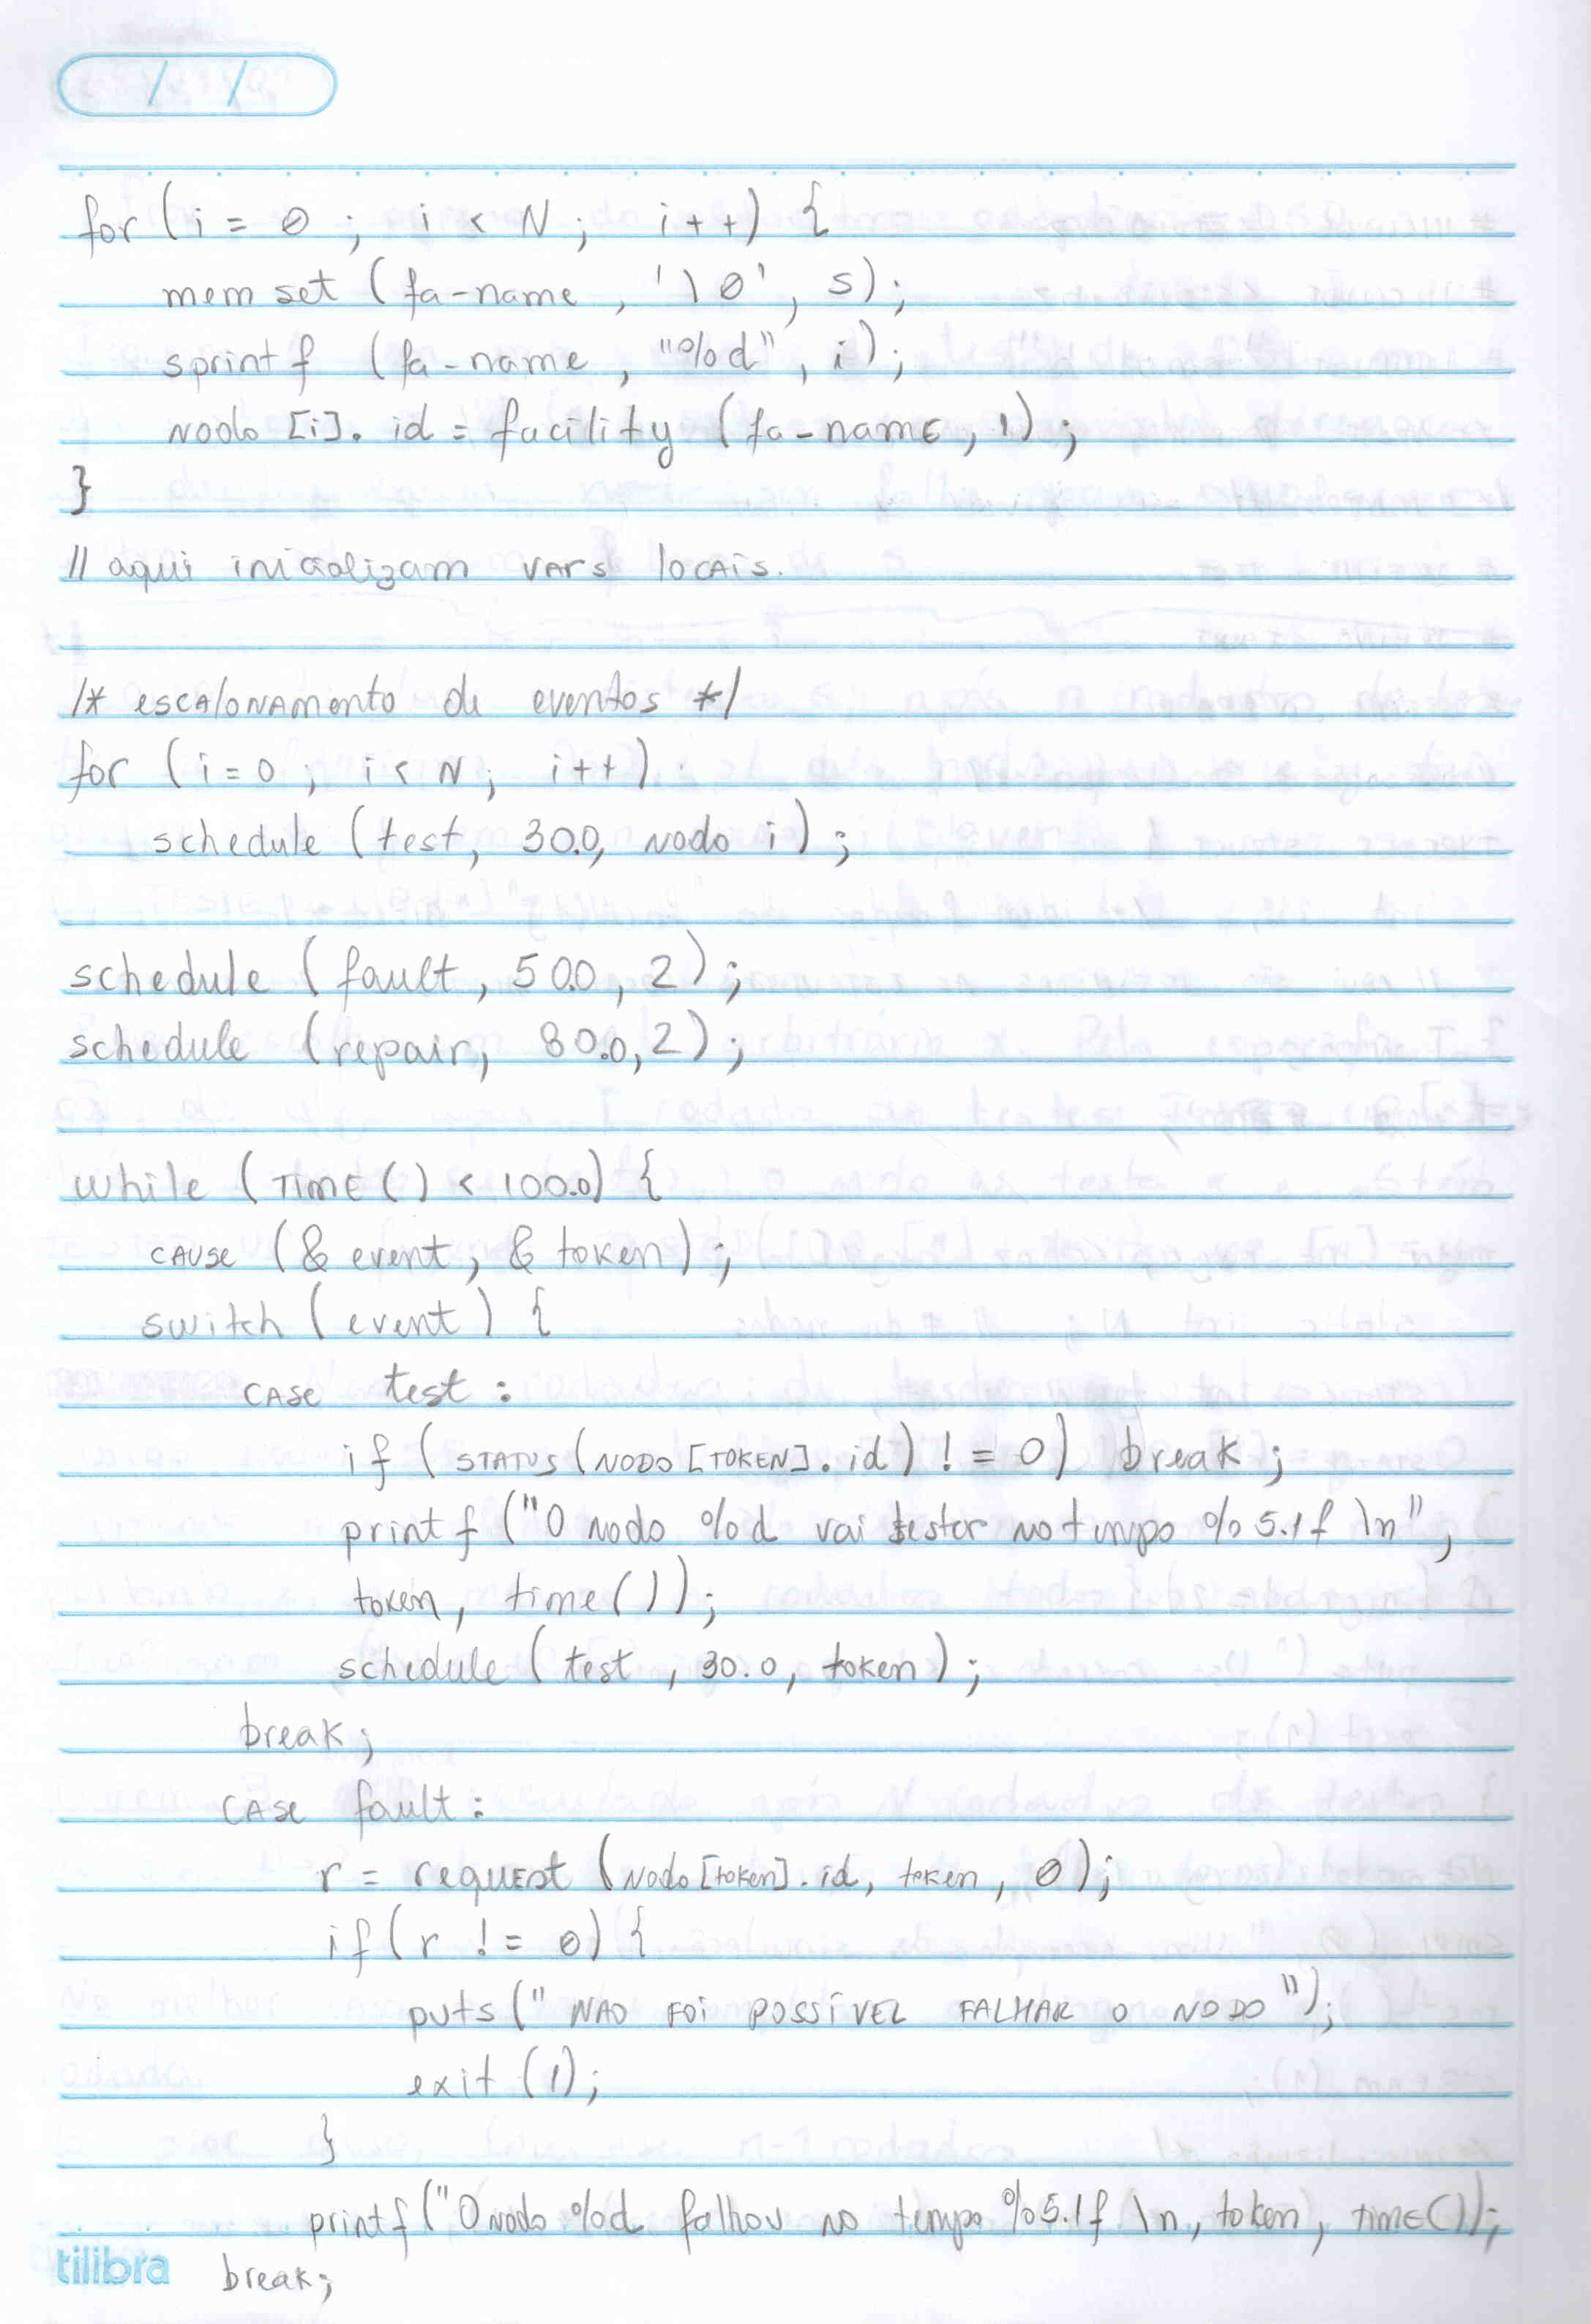 for (i = 0 ; i < N ; i++) {
memset (fa-name , '\0' , s);
sprintf (fa-name , "%d" , i);
nodo [i]. id = facility (fa-name, 1) ;
}
// aqui inicializam vars locais.
/* escalonamento de eventos */
for (i=0 ; i< N ; i++)
schedule (test, 30.0, nodo i) ;
schedule (fault , 50.0 , 2) ;
schedule (repair, 80.0, 2) ;
while (TIME() < 100.0) {
cause (& event , & token) ;
switch (event) {
case test :
if (STATUS (NODO [TOKEN]. id) != 0) break ;
printf ("O nodo %d vai testar no tempo %5.1f \n" ,
token, time()) ;
schedule (test , 30.0, token) ;
break ;
case fault :
r = request (Nodo [token]. id, token, 0) ;
if (r != 0) {
puts (" NAO FOI POSSÍVEL FALHAR O NODO ") ;
exit (1) ;
}
printf ("O nodo %d falhou no tempo %5.1f \n, token, time()) ;
tilibra
break ;